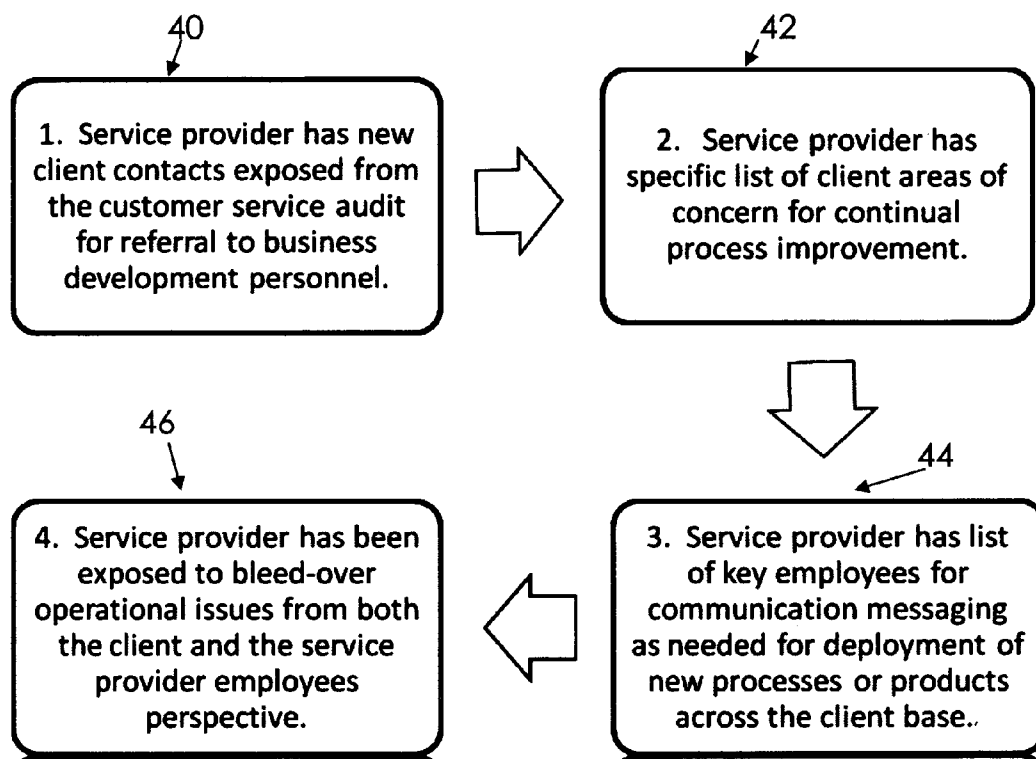 40
1. Service provider has new
client contacts exposed from
the customer service audit
for referral to business
development personnel.
42
2. Service provider has
specific list of client areas of
concern for continual
process improvement.
44
3. Service provider has list
of key employees for
communication messaging
as needed for deployment of
new processes or products
across the client base.
46
4. Service provider has been
exposed to bleed-over
operational issues from both
the client and the service
provider employees
perspective.